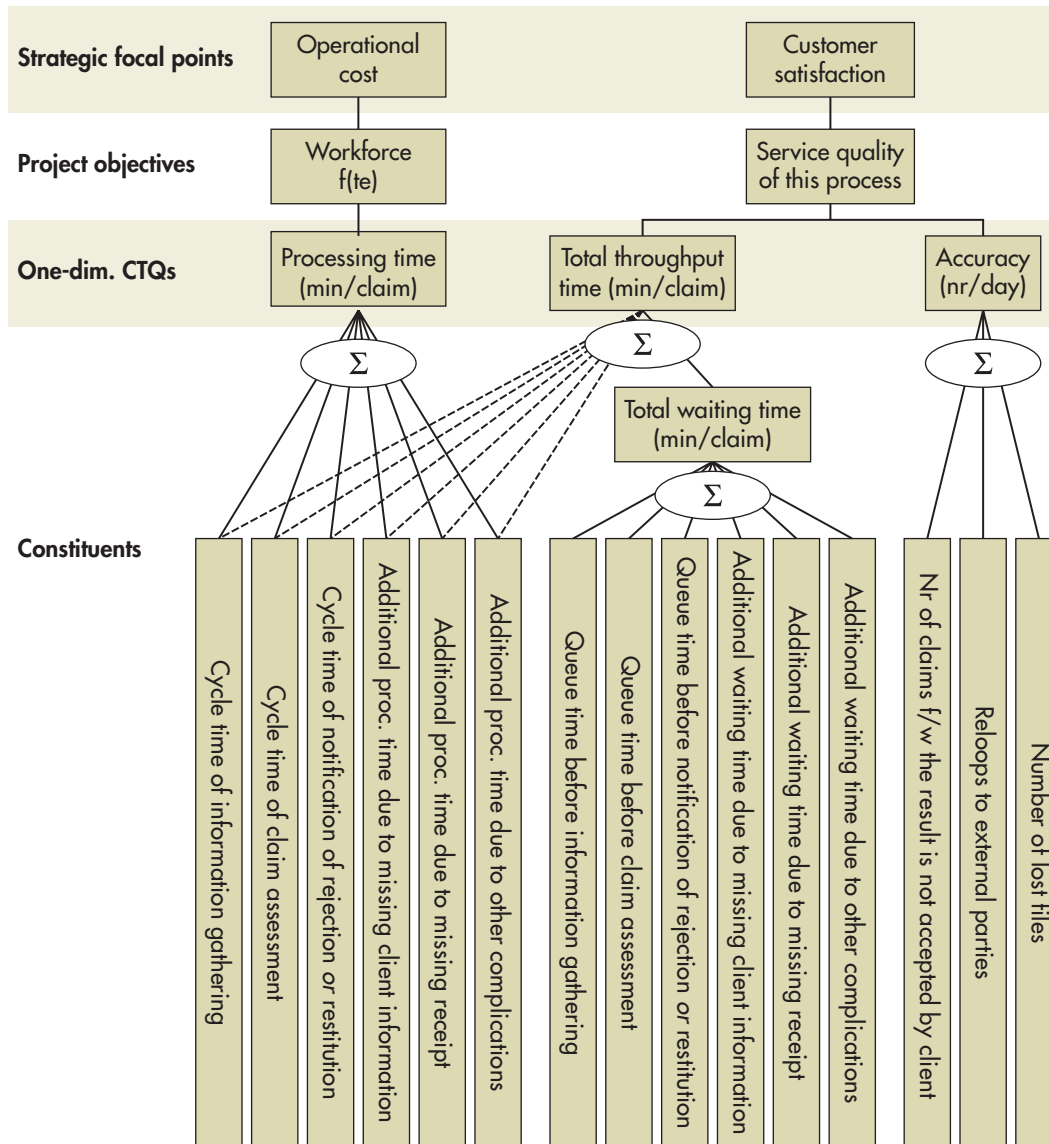 Strategic focal points
Operational
cost
Customer
satisfaction
Project objectives
Workforce
f(te)
Service quality
of this process
One-dim. CTQs
Processing time
(min/claim)
Total throughput
time (min/claim)
Accuracy
(nr/day)
Σ
Σ
Σ
Total waiting time
(min/claim)
Σ
Constituents
Cycle time of information gathering
Cycle time of claim assessment
Cycle time of notification of rejection or restitution
Additional proc. time due to missing client information
Additional proc. time due to missing receipt
Additional proc. time due to other complications
Queue time before information gathering
Queue time before claim assessment
Queue time before notification of rejection or restitution
Additional waiting time due to missing client information
Additional waiting time due to missing receipt
Additional waiting time due to other complications
Nr of claims f/w the result is not accepted by client
Reloops to external parties
Number of lost files